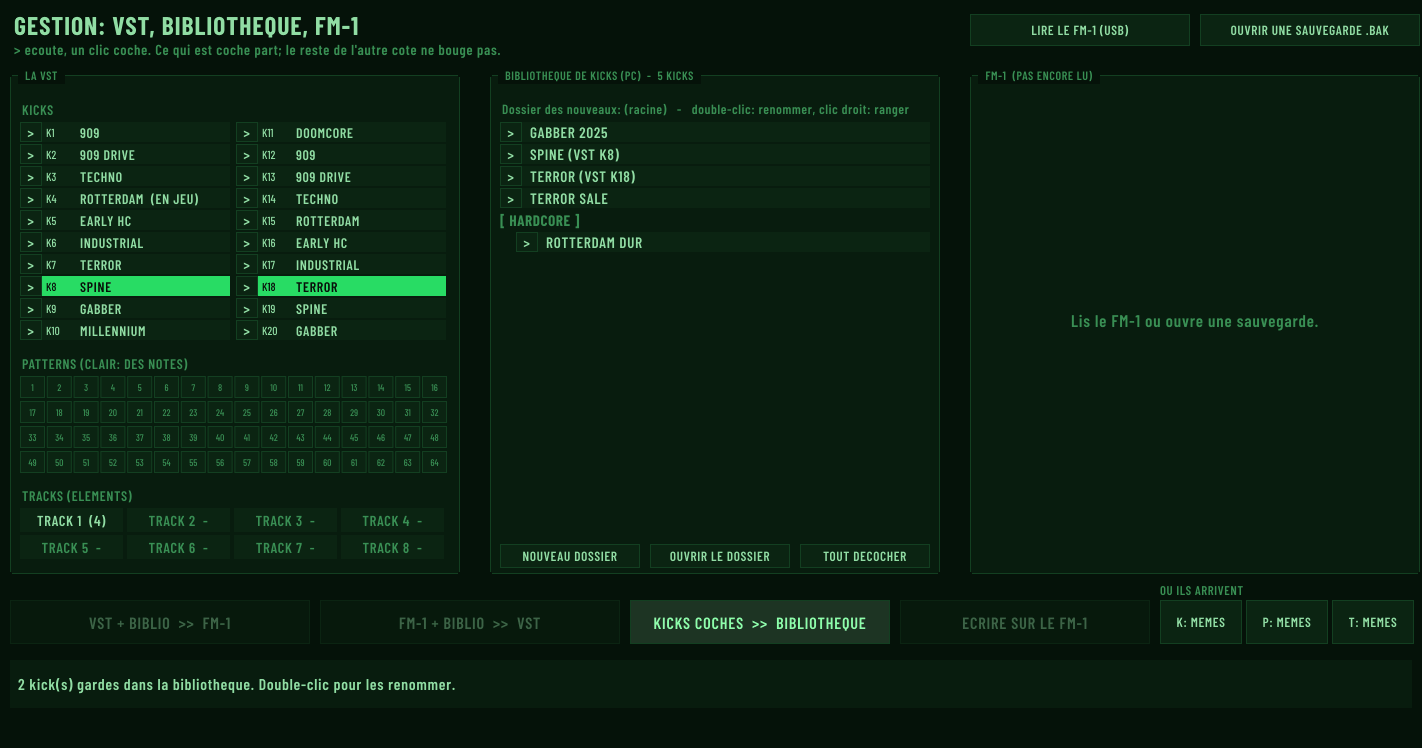 GESTION: VST, BIBLIOTHEQUE, FM-1
> ecoute, un clic coche. Ce qui est coche part; le reste de l'autre cote ne bouge pas.
LIRE LE FM-1 (USB)
OUVRIR UNE SAUVEGARDE .BAK
LA VST
KICKS
> K1 909
> K2 909 DRIVE
> K3 TECHNO
> K4 ROTTERDAM (EN JEU)
> K5 EARLY HC
> K6 INDUSTRIAL
> K7 TERROR
> K8 SPINE
> K9 GABBER
> K10 MILLENNIUM
> K11 DOOMCORE
> K12 909
> K13 909 DRIVE
> K14 TECHNO
> K15 ROTTERDAM
> K16 EARLY HC
> K17 INDUSTRIAL
> K18 TERROR
> K19 SPINE
> K20 GABBER
PATTERNS (CLAIR: DES NOTES)
1 2 3 4 5 6 7 8 9 10 11 12 13 14 15 16
17 18 19 20 21 22 23 24 25 26 27 28 29 30 31 32
33 34 35 36 37 38 39 40 41 42 43 44 45 46 47 48
49 50 51 52 53 54 55 56 57 58 59 60 61 62 63 64
TRACKS (ELEMENTS)
TRACK 1 (4) TRACK 2 - TRACK 3 - TRACK 4 -
TRACK 5 - TRACK 6 - TRACK 7 - TRACK 8 -
BIBLIOTHEQUE DE KICKS (PC) - 5 KICKS
Dossier des nouveaux: (racine) - double-clic: renommer, clic droit: ranger
> GABBER 2025
> SPINE (VST K8)
> TERROR (VST K18)
> TERROR SALE
[ HARDCORE ]
> ROTTERDAM DUR
NOUVEAU DOSSIER
OUVRIR LE DOSSIER
TOUT DECOCHER
FM-1 (PAS ENCORE LU)
Lis le FM-1 ou ouvre une sauvegarde.
VST + BIBLIO >> FM-1
FM-1 + BIBLIO >> VST
KICKS COCHES >> BIBLIOTHEQUE
ECRIRE SUR LE FM-1
OU ILS ARRIVENT
K: MEMES
P: MEMES
T: MEMES
2 kick(s) gardes dans la bibliotheque. Double-clic pour les renommer.